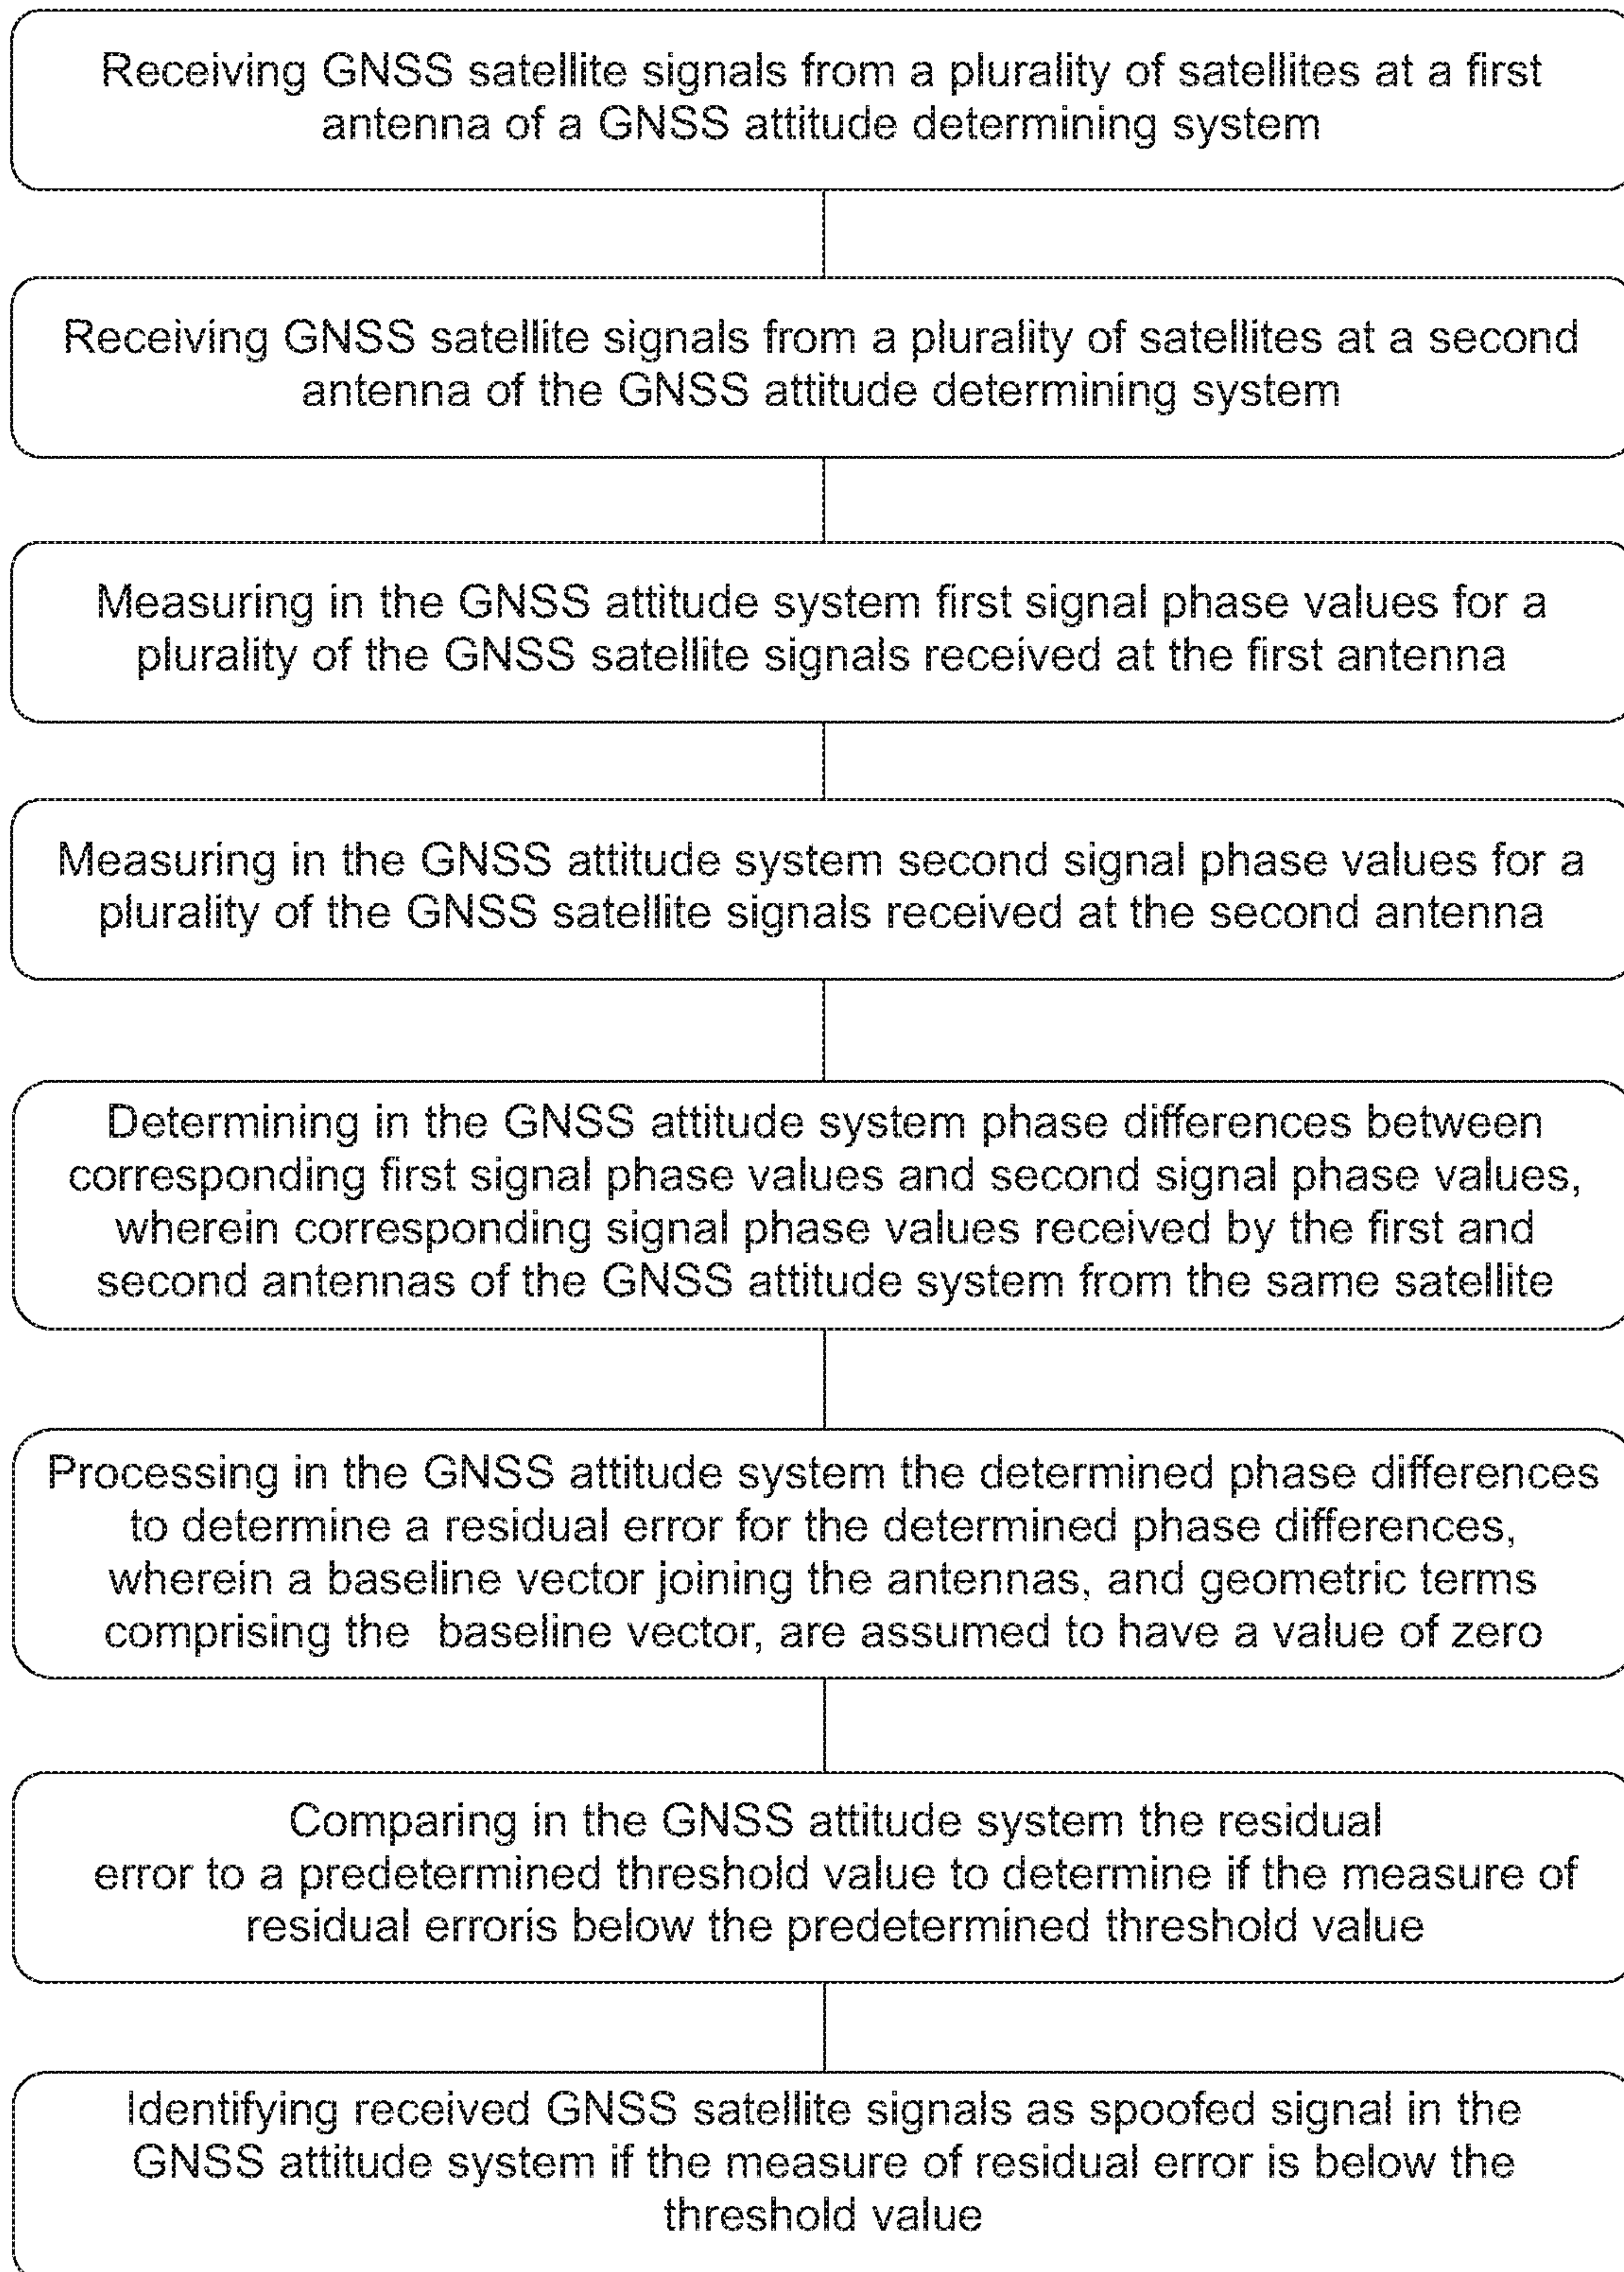 Receiving GNSS satellite signals from a plurality of satellites at a first
antenna of a GNSS attitude determining system
Receiving GNSS satellite signals from a plurality of satellites at a second
antenna of the GNSS attitude determining system
Measuring in the GNSS attitude system first signal phase values for a
plurality of the GNSS satellite signals received at the first antenna
Measuring in the GNSS attitude system second signal phase values for a
plurality of the GNSS satellite signals received at the second antenna
Determining in the GNSS attitude system phase differences between
corresponding first signal phase values and second signal phase values,
wherein corresponding signal phase values received by the first and
second antennas of the GNSS attitude system from the same satellite
Processing in the GNSS attitude system the determined phase differences
to determine a residual error for the determined phase differences,
wherein a baseline vector joining the antennas, and geometric terms
comprising the baseline vector, are assumed to have a value of zero
Comparing in the GNSS attitude system the residual
error to a predetermined threshold value to determine if the measure of
residual erroris below the predetermined threshold value
Identifying received GNSS satellite signals as spoofed signal in the
GNSS attitude system if the measure of residual error is below the
threshold value